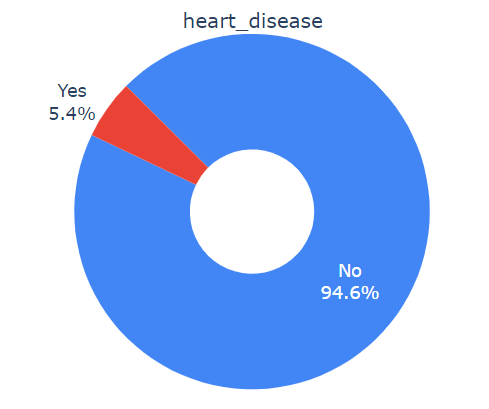 heart_disease
Yes
5.4%
No
94.6%